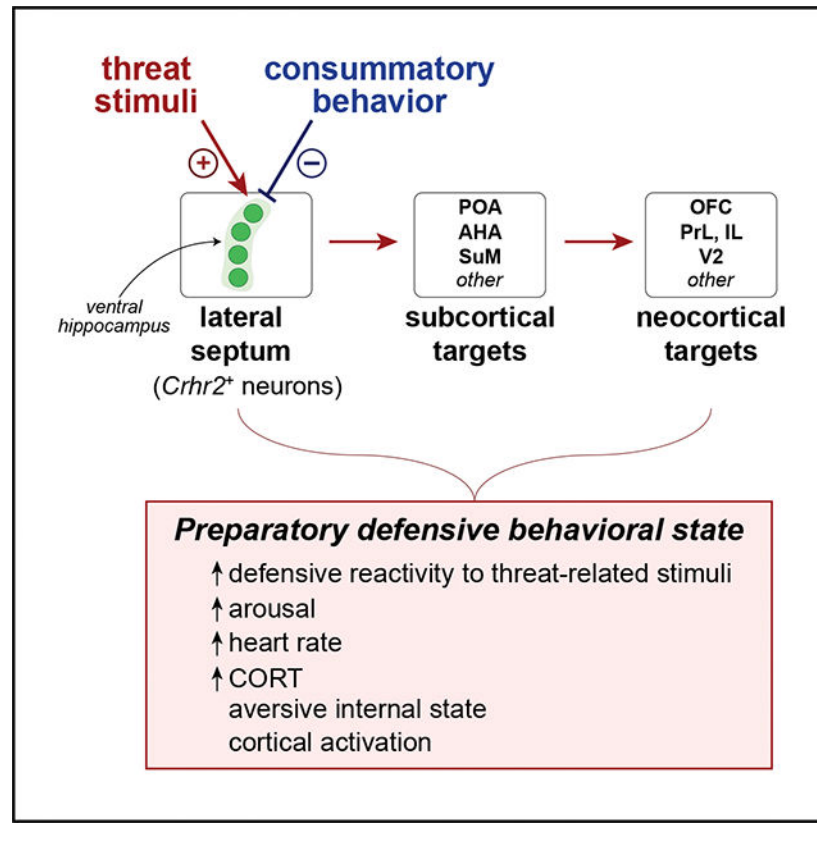 threat
stimuli
consummatory
behavior
+
−
ventral
hippocampus
lateral
septum
(Crhr2⁺ neurons)
POA
AHA
SuM
other
subcortical
targets
OFC
PrL, IL
V2
other
neocortical
targets
Preparatory defensive behavioral state
↑ defensive reactivity to threat-related stimuli
↑ arousal
↑ heart rate
↑ CORT
aversive internal state
cortical activation